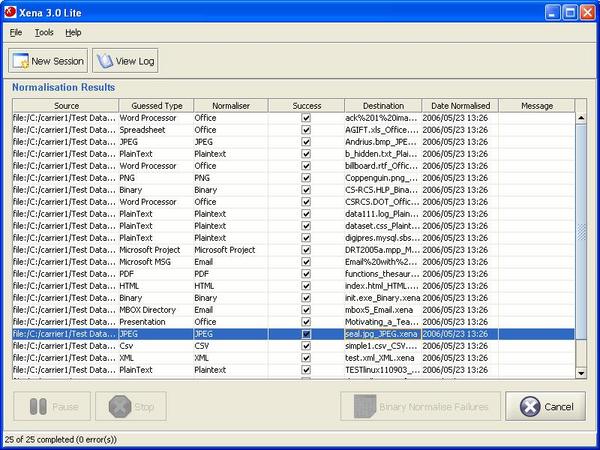 Xena 3.0 Lite
File Tools Help
New Session View Log
Normalisation Results
Source Guessed Type Normaliser Success Destination Date Normalised Message
file:/C:/carrier1/Test Data... Word Processor Office ack%201%20ima... 2006/05/23 13:26
file:/C:/carrier1/Test Data... Spreadsheet Office AGIFT.xls_Office.... 2006/05/23 13:26
file:/C:/carrier1/Test Data... JPEG JPEG Andrius.bmp_JPE... 2006/05/23 13:26
file:/C:/carrier1/Test Data... PlainText Plaintext b_hidden.txt_Plai... 2006/05/23 13:26
file:/C:/carrier1/Test Data... Word Processor Office billboard.rtf_Offic... 2006/05/23 13:26
file:/C:/carrier1/Test Data... PNG PNG Coppenguin.png_... 2006/05/23 13:26
file:/C:/carrier1/Test Data... Binary Binary CS-RCS.HLP_Bina... 2006/05/23 13:26
file:/C:/carrier1/Test Data... Word Processor Office CSRCS.DOT_Offic... 2006/05/23 13:26
file:/C:/carrier1/Test Data... PlainText Plaintext data111.log_Plain... 2006/05/23 13:26
file:/C:/carrier1/Test Data... PlainText Plaintext dataset.css_Plaint... 2006/05/23 13:26
file:/C:/carrier1/Test Data... PlainText Plaintext digipres.mysql.sbs... 2006/05/23 13:26
file:/C:/carrier1/Test Data... Microsoft Project Microsoft Project DRT2005a.mpp_M... 2006/05/23 13:26
file:/C:/carrier1/Test Data... Microsoft MSG Email Email%20with%2... 2006/05/23 13:26
file:/C:/carrier1/Test Data... PDF PDF functions_thesaur... 2006/05/23 13:26
file:/C:/carrier1/Test Data... HTML HTML index.html_HTML... 2006/05/23 13:26
file:/C:/carrier1/Test Data... Binary Binary init.exe_Binary.xena 2006/05/23 13:26
file:/C:/carrier1/Test Data... MBOX Directory Email mbox5_Email.xena 2006/05/23 13:26
file:/C:/carrier1/Test Data... Presentation Office Motivating_a_Tea... 2006/05/23 13:26
file:/C:/carrier1/Test Data... JPEG JPEG seal.jpg_JPEG.xena 2006/05/23 13:26
file:/C:/carrier1/Test Data... Csv CSV simple1.csv_CSV.... 2006/05/23 13:26
file:/C:/carrier1/Test Data... XML XML test.xml_XML.xena 2006/05/23 13:26
file:/C:/carrier1/Test Data... PlainText Plaintext TESTlinux110903_... 2006/05/23 13:26
Pause Stop Binary Normalise Failures Cancel
25 of 25 completed (0 error(s))